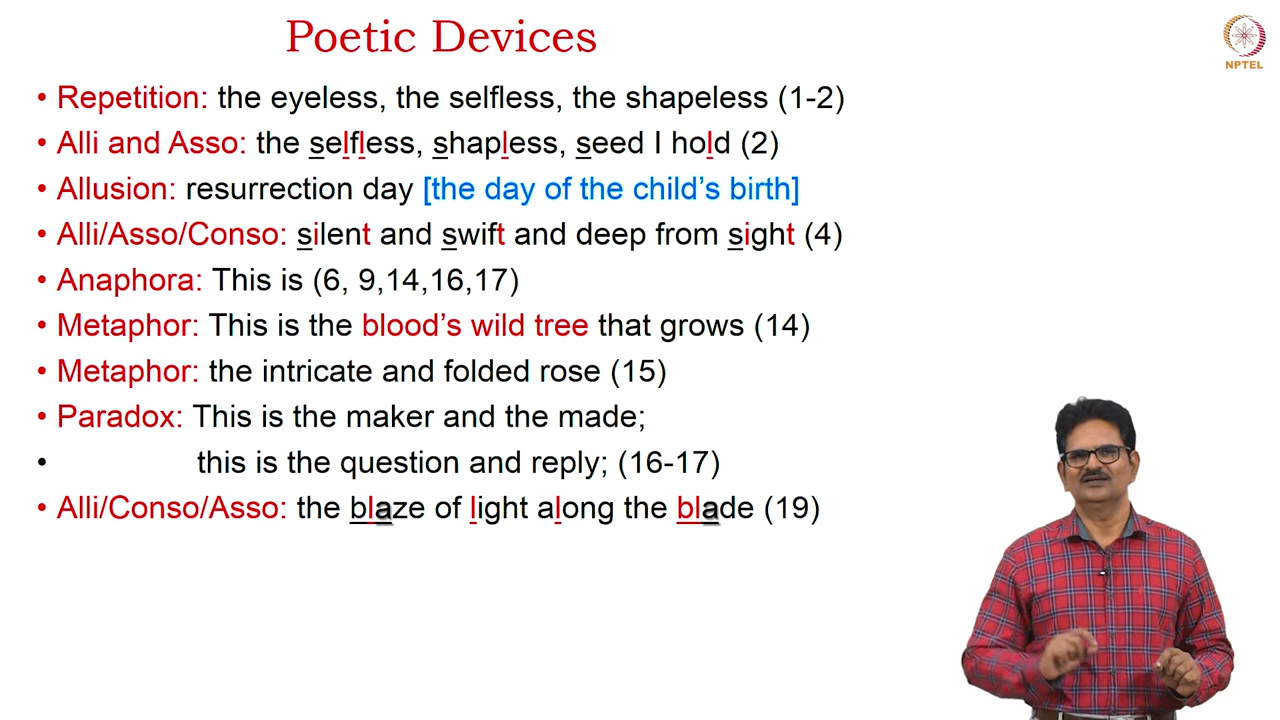 Poetic Devices
NPTEL
• Repetition: the eyeless, the selfless, the shapeless (1-2)
• Alli and Asso: the selfless, shapless, seed I hold (2)
• Allusion: resurrection day [the day of the child’s birth]
• Alli/Asso/Conso: silent and swift and deep from sight (4)
• Anaphora: This is (6, 9,14,16,17)
• Metaphor: This is the blood’s wild tree that grows (14)
• Metaphor: the intricate and folded rose (15)
• Paradox: This is the maker and the made;
• this is the question and reply; (16-17)
• Alli/Conso/Asso: the blaze of light along the blade (19)